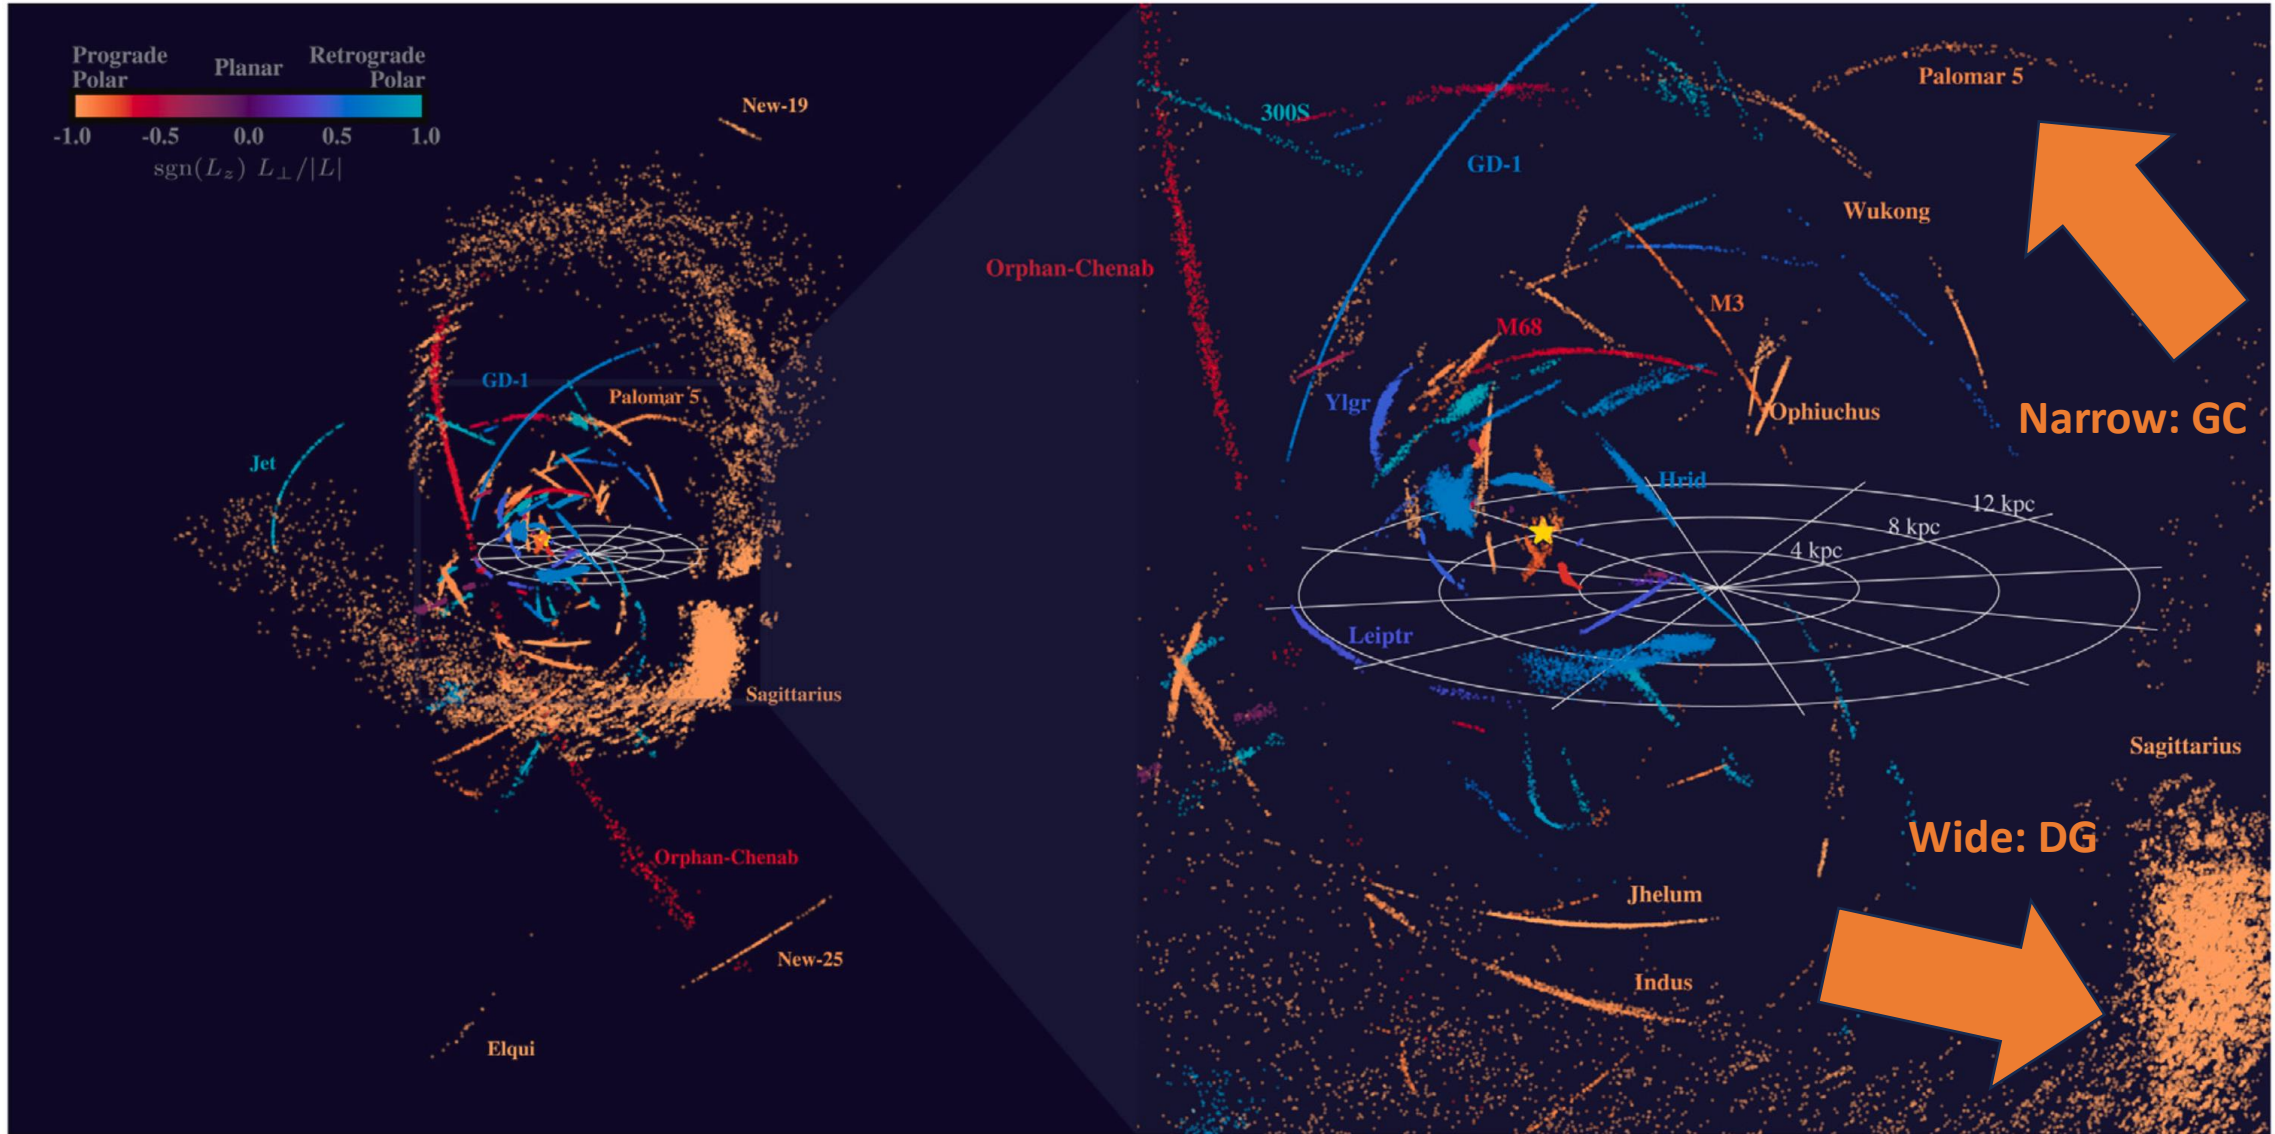 Prograde Polar
Planar
Retrograde Polar
-1.0 -0.5 0.0 0.5 1.0
sgn(L_z) L_⊥/|L|
New-19
GD-1
Palomar 5
Jet
Sagittarius
Orphan-Chenab
New-25
Elqui
Palomar 5
300S
GD-1
Wukong
Orphan-Chenab
M3
M68
Ylgr
Ophiuchus
Narrow: GC
Hrid
12 kpc
8 kpc
4 kpc
Leiptr
Sagittarius
Wide: DG
Jhelum
Indus